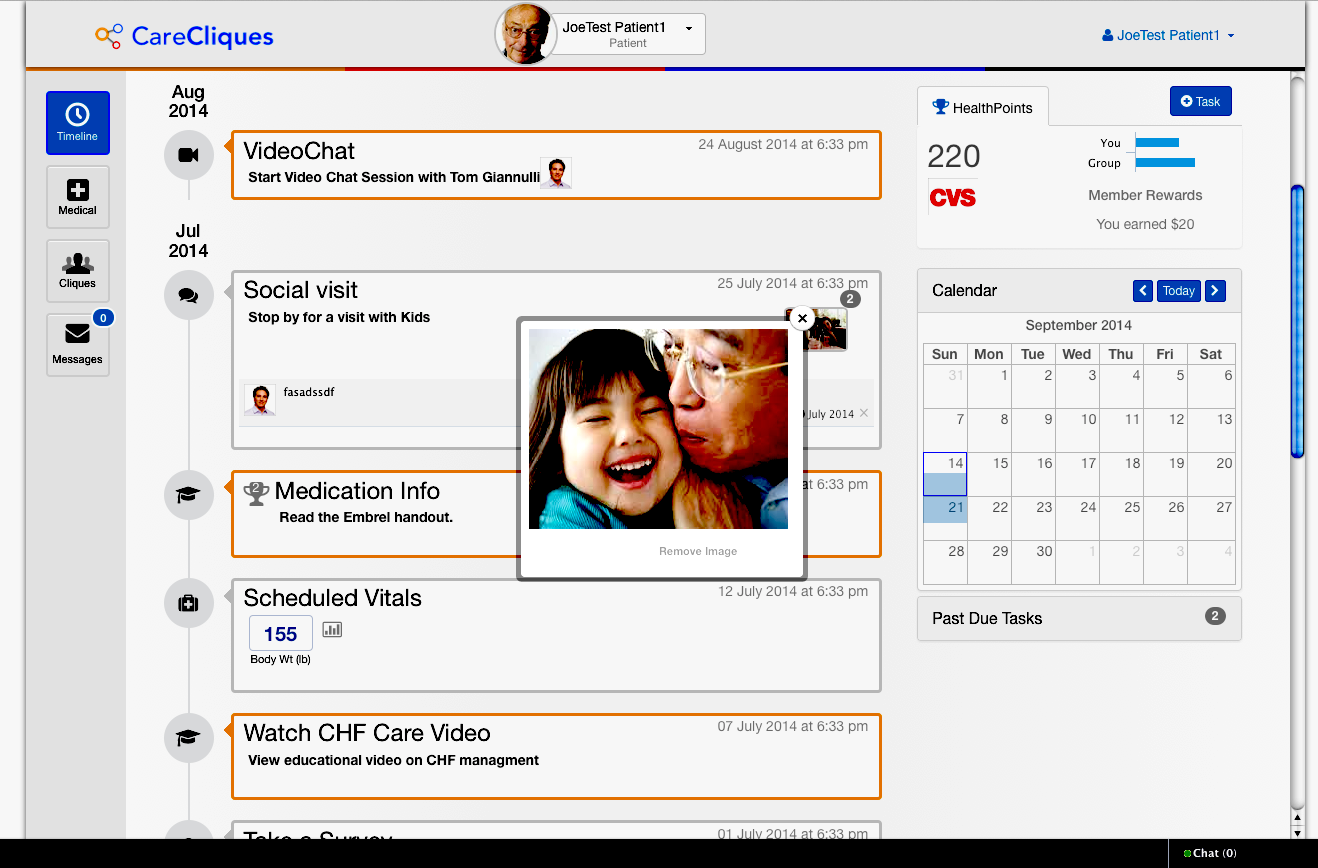 CareCliques
JoeTest Patient1
Patient
JoeTest Patient1
Timeline
Medical
Cliques
0
Messages
Aug
2014
VideoChat
24 August 2014 at 6:33 pm
Start Video Chat Session with Tom Giannulli
Jul
2014
Social visit
25 July 2014 at 6:33 pm
2
Stop by for a visit with Kids
fasadssdf
July 2014
Remove Image
2
Medication Info
at 6:33 pm
Read the Embrel handout.
Scheduled Vitals
12 July 2014 at 6:33 pm
155
Body Wt (lb)
Watch CHF Care Video
07 July 2014 at 6:33 pm
View educational video on CHF managment
Take a Survey
01 July 2014 at 6:33 pm
HealthPoints
Task
220
You
Group
CVS
Member Rewards
You earned $20
Calendar
Today
September 2014
Sun Mon Tue Wed Thu Fri Sat
31 1 2 3 4 5 6
7 8 9 10 11 12 13
14 15 16 17 18 19 20
21 22 23 24 25 26 27
28 29 30 1 2 3 4
Past Due Tasks
2
Chat (0)